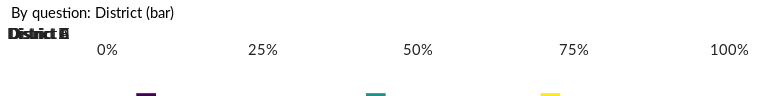 By question: District (bar)
0% 25% 50% 75% 100%